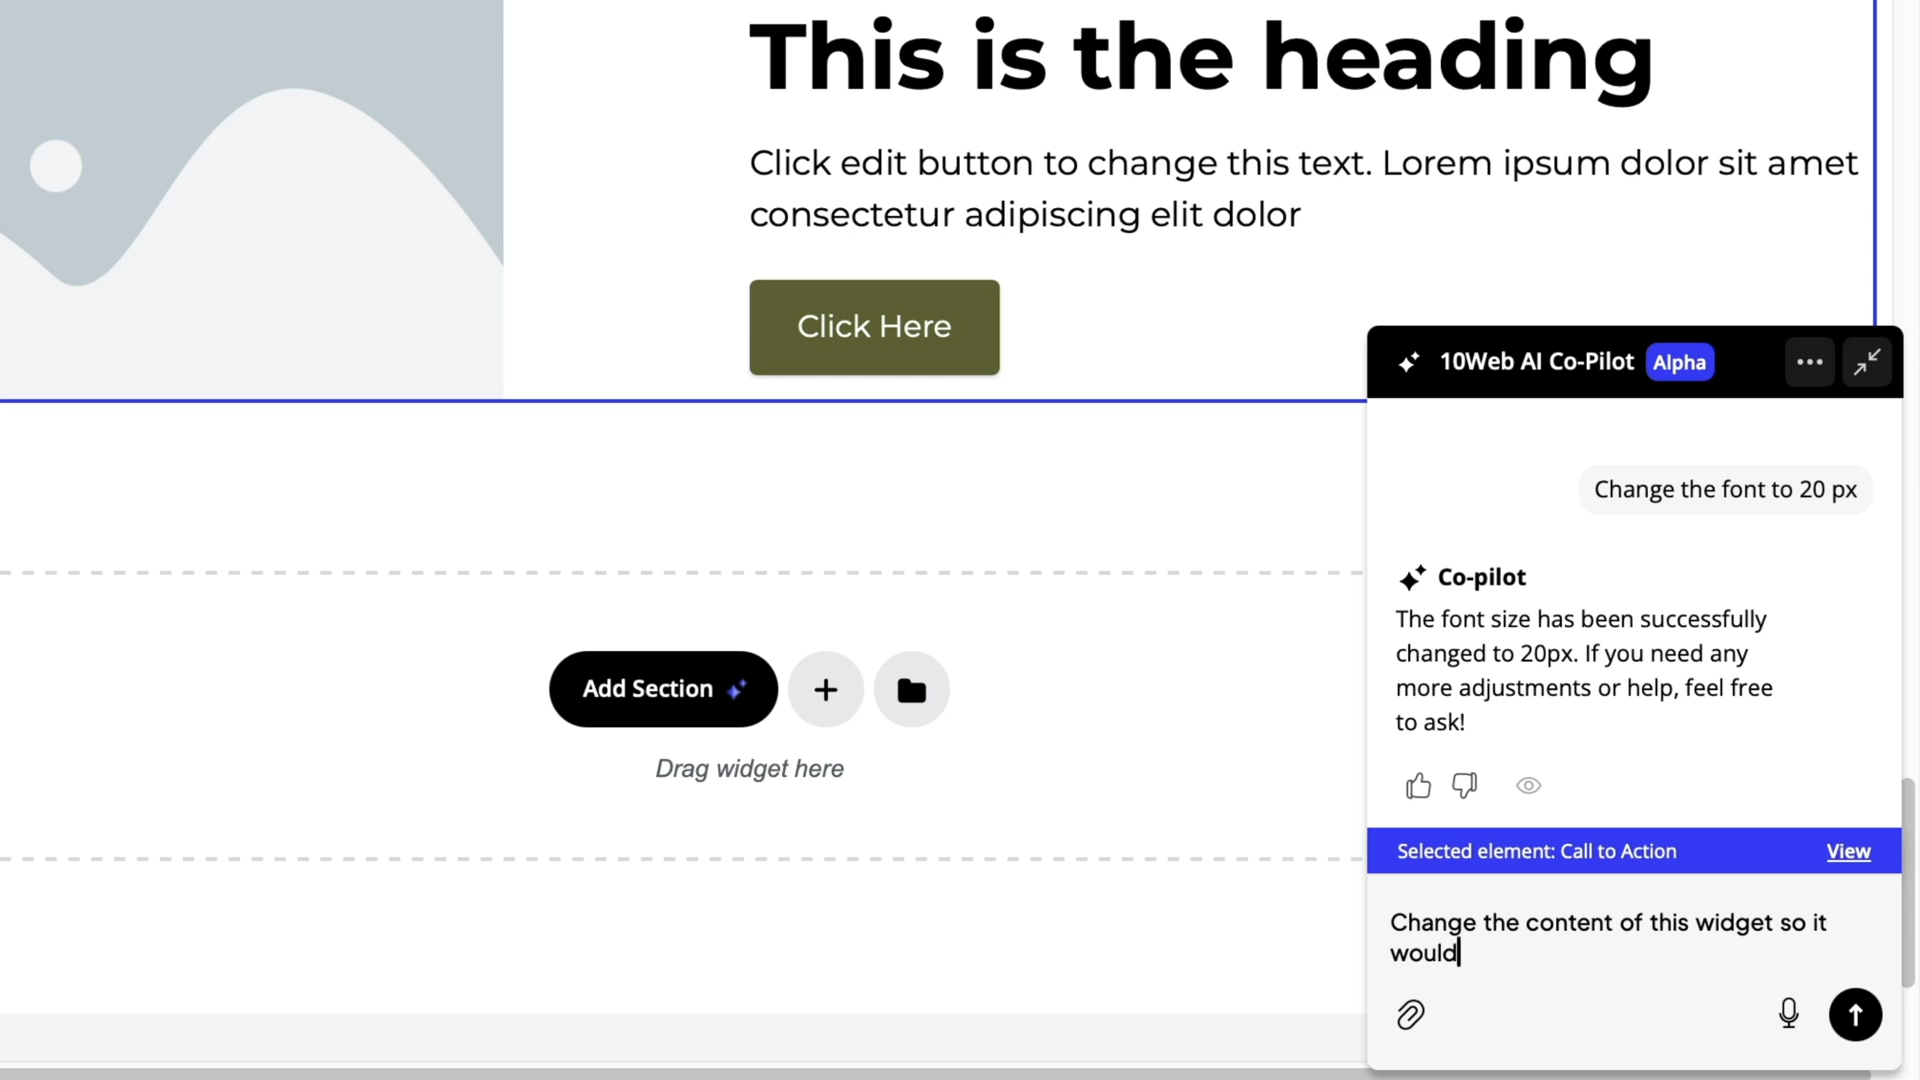 This is the heading
Click edit button to change this text. Lorem ipsum dolor sit amet
consectetur adipiscing elit dolor
Click Here
Add Section
Drag widget here
10Web AI Co-Pilot Alpha
Change the font to 20 px
Co-pilot
The font size has been successfully
changed to 20px. If you need any
more adjustments or help, feel free
to ask!
Selected element: Call to Action View
Change the content of this widget so it
would